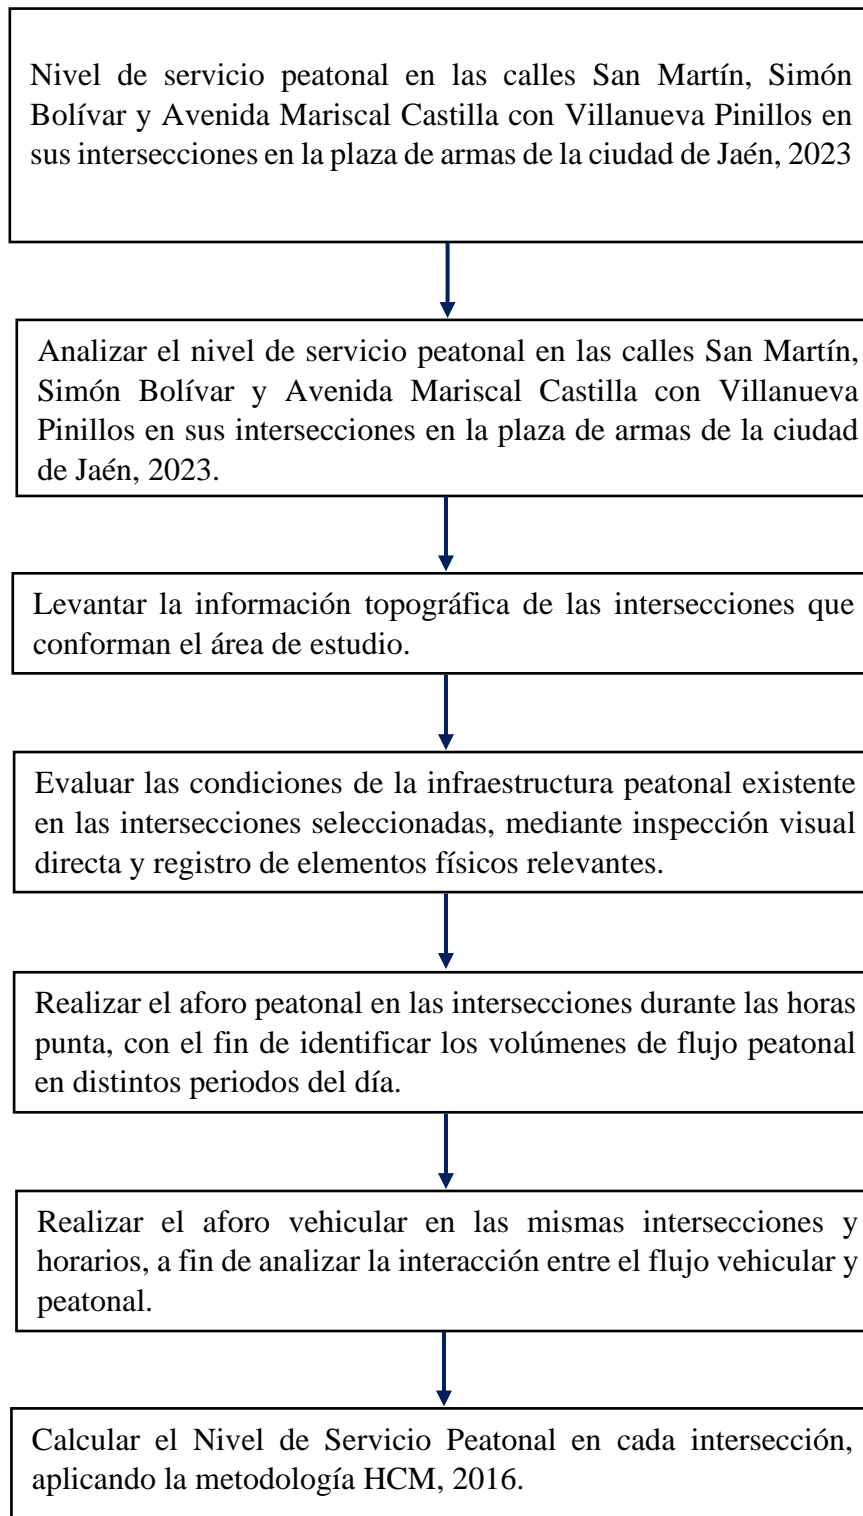 Nivel de servicio peatonal en las calles San Martín, Simón
Bolívar y Avenida Mariscal Castilla con Villanueva Pinillos en
sus intersecciones en la plaza de armas de la ciudad de Jaén, 2023
Analizar el nivel de servicio peatonal en las calles San Martín,
Simón Bolívar y Avenida Mariscal Castilla con Villanueva
Pinillos en sus intersecciones en la plaza de armas de la ciudad
de Jaén, 2023.
Levantar la información topográfica de las intersecciones que
conforman el área de estudio.
Evaluar las condiciones de la infraestructura peatonal existente
en las intersecciones seleccionadas, mediante inspección visual
directa y registro de elementos físicos relevantes.
Realizar el aforo peatonal en las intersecciones durante las horas
punta, con el fin de identificar los volúmenes de flujo peatonal
en distintos periodos del día.
Realizar el aforo vehicular en las mismas intersecciones y
horarios, a fin de analizar la interacción entre el flujo vehicular y
peatonal.
Calcular el Nivel de Servicio Peatonal en cada intersección,
aplicando la metodología HCM, 2016.